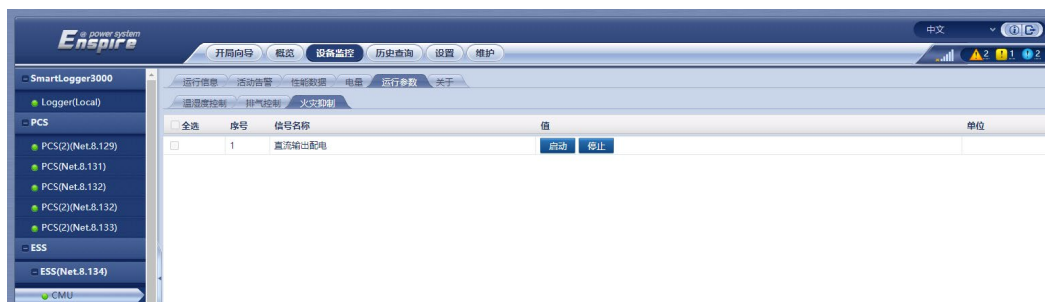 Enspire e power system
中文
开局向导 概览 设备监控 历史查询 设置 维护
2 1 2
SmartLogger3000
运行信息 活动告警 性能数据 电量 运行参数 关于
Logger(Local)
温湿度控制 排气控制 火灾抑制
PCS
全选 序号 信号名称 值 单位
PCS(2)(Net.8.129)
1 直流输出配电 启动 停止
PCS(Net.8.131)
PCS(Net.8.132)
PCS(2)(Net.8.132)
PCS(2)(Net.8.133)
ESS
ESS(Net.8.134)
CMU